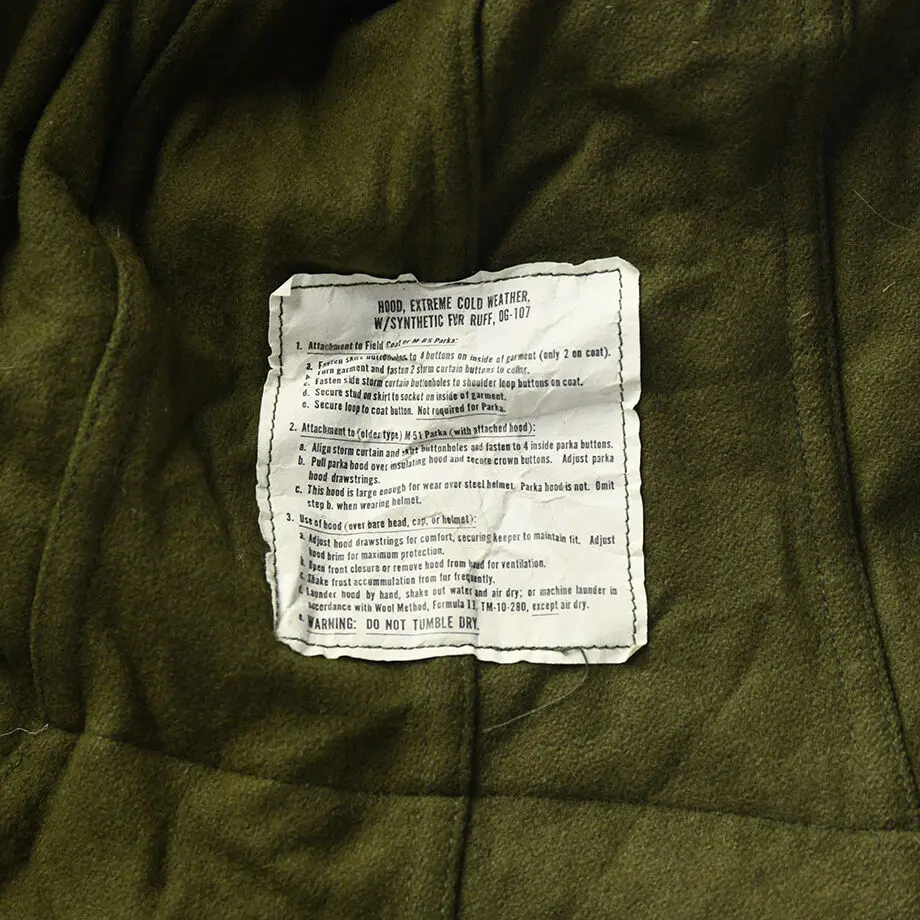 HOOD, EXTREME COLD WEATHER,
W/SYNTHETIC FUR RUFF, OG-107
1. Attachment to Field Coat or M-65 Parka:
a. Fasten skirt buttonholes to 4 buttons on inside of garment (only 2 on coat).
b. Turn garment and fasten 2 storm curtain buttons to collar.
c. Fasten side storm curtain buttonholes to shoulder loop buttons on coat.
d. Secure stud on skirt to socket on inside of garment.
e. Secure loop to coat button. Not required for Parka.
2. Attachment to (older type) M 51 Parka (with attached hood):
a. Align storm curtain and skirt buttonholes and fasten to 4 inside parka buttons.
b. Pull parka hood over insulating hood and secure crown buttons. Adjust parka
hood drawstrings.
c. This hood is large enough for wear over steel helmet. Parka hood is not. Omit
step b. when wearing helmet.
3. Use of hood (over bare head, cap, or helmet):
a. Adjust hood drawstrings for comfort, securing keeper to maintain fit. Adjust
hood brim for maximum protection.
b. Open front closure or remove hood from head for ventilation.
c. Shake frost accummulation from fur frequently.
d. Launder hood by hand, shake out water and air dry; or machine launder in
accordance with Wool Method, Formula II, TM-10-280, except air dry.
e. WARNING: DO NOT TUMBLE DRY.